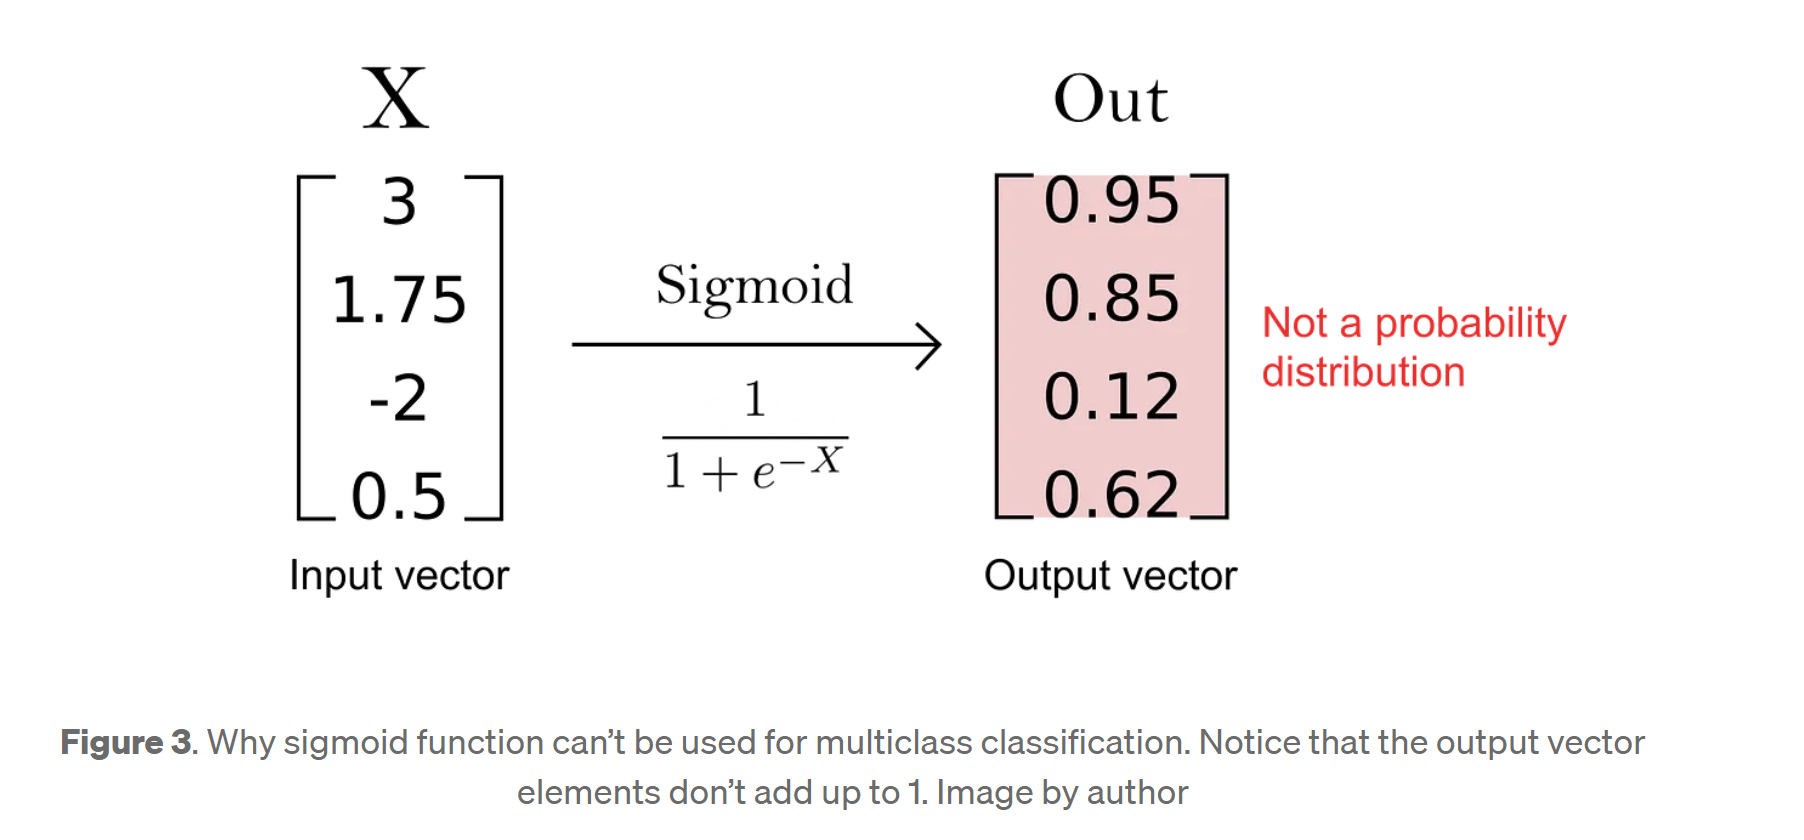 X
3
1.75
-2
0.5
Input vector
Sigmoid
1
1 + e^{-X}
Out
0.95
0.85
0.12
0.62
Output vector
Not a probability
distribution
Figure 3. Why sigmoid function can’t be used for multiclass classification. Notice that the output vector
elements don’t add up to 1. Image by author